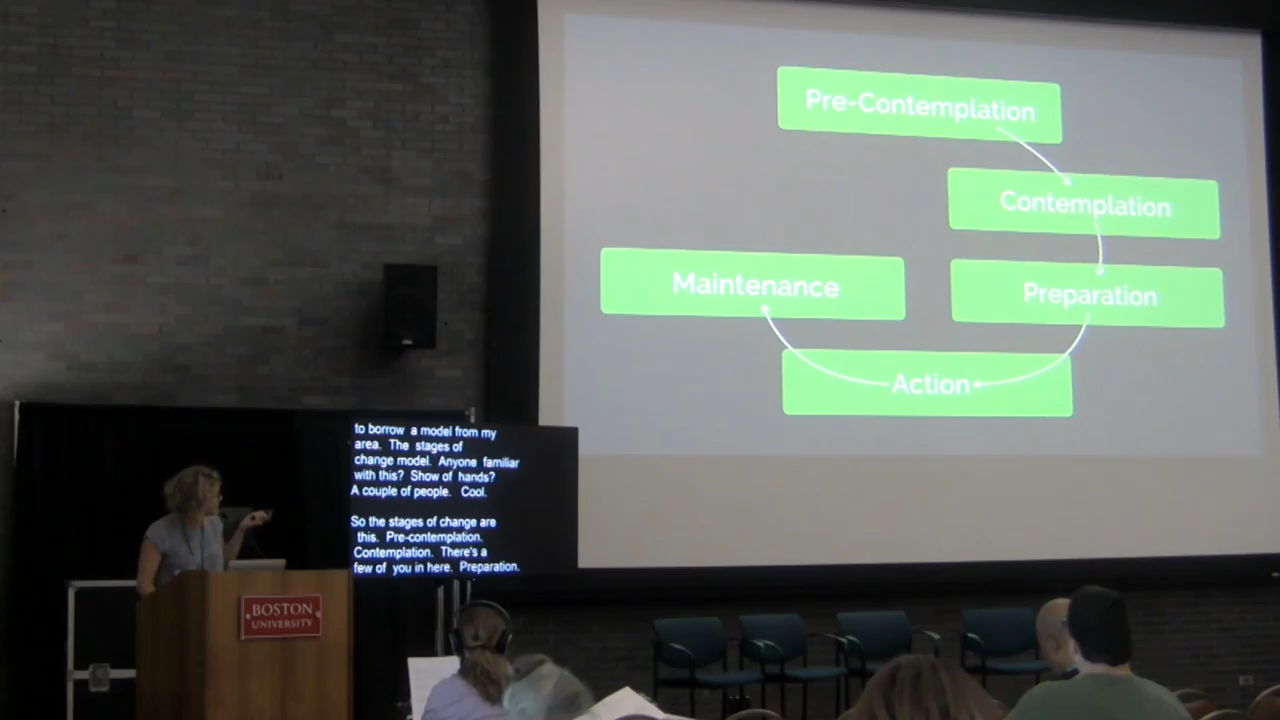 Pre-Contemplation
Contemplation
Maintenance
Preparation
Action
to borrow a model from my
area. The stages of
change model. Anyone familiar
with this? Show of hands?
A couple of people. Cool.
So the stages of change are
this. Pre-contemplation.
Contemplation. There's a
few of you in here. Preparation.
BOSTON
UNIVERSITY